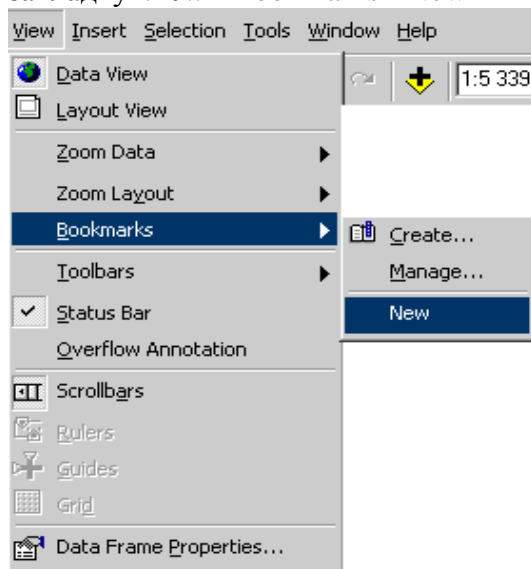 View Insert Selection Tools Window Help
Data View
1:5 339
Layout View
Zoom Data
Zoom Layout
Bookmarks
Create...
Toolbars
Manage...
Status Bar
New
Overflow Annotation
Scrollbars
Rulers
Guides
Grid
Data Frame Properties...